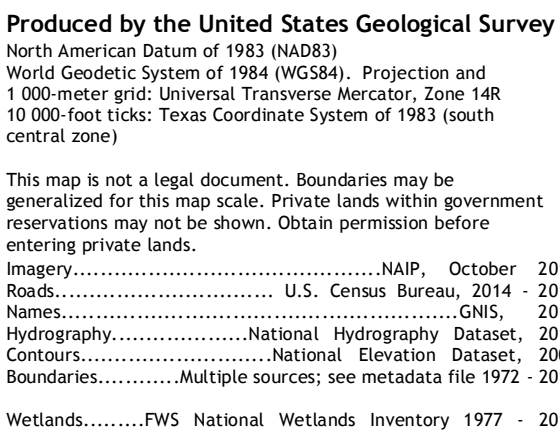 Produced by the United States Geological Survey
North American Datum of 1983 (NAD83)
World Geodetic System of 1984 (WGS84).  Projection and
1 000-meter grid: Universal Transverse Mercator, Zone 14R
10 000-foot ticks: Texas Coordinate System of 1983 (south
central zone)
This map is not a legal document. Boundaries may be
generalized for this map scale. Private lands within government
reservations may not be shown. Obtain permission before
entering private lands.
Imagery.............................................NAIP, October
Roads................................ U.S. Census Bureau, 2014 -
Names..........................................................GNIS,
Hydrography....................National Hydrography Dataset,
Contours............................National Elevation Dataset,
Boundaries............Multiple sources; see metadata file 1972 -
Wetlands.........FWS National Wetlands Inventory 1977 -